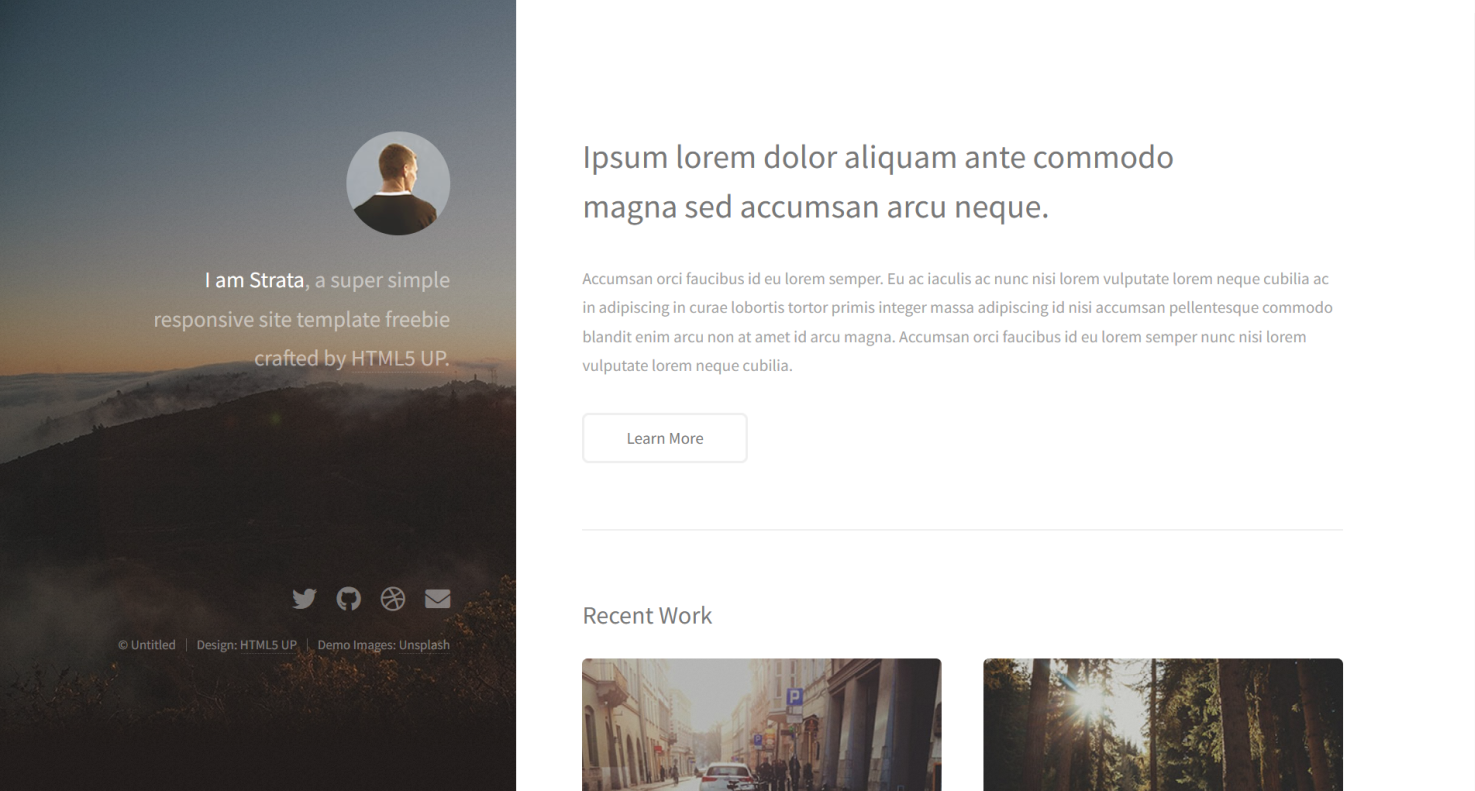 I am Strata, a super simple
responsive site template freebie
crafted by HTML5 UP.
© Untitled
Design: HTML5 UP
Demo Images: Unsplash
Ipsum lorem dolor aliquam ante commodo
magna sed accumsan arcu neque.
Accumsan orci faucibus id eu lorem semper. Eu ac iaculis ac nunc nisi lorem vulputate lorem neque cubilia ac
in adipiscing in curae lobortis tortor primis integer massa adipiscing id nisi accumsan pellentesque commodo
blandit enim arcu non at amet id arcu magna. Accumsan orci faucibus id eu lorem semper nunc nisi lorem
vulputate lorem neque cubilia.
Learn More
Recent Work
P
P